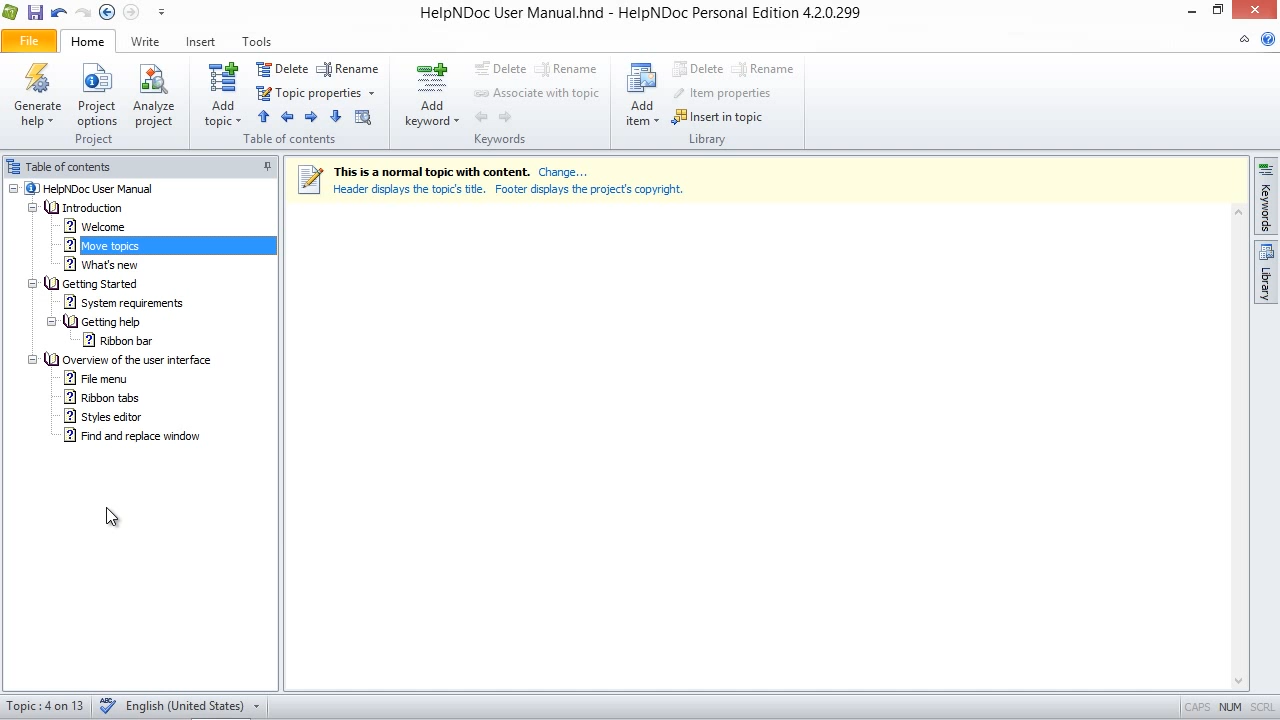 HelpNDoc User Manual.hnd - HelpNDoc Personal Edition 4.2.0.299
File Home Write Insert Tools
Generate help
Project options
Analyze project
Project
Add topic
Delete Rename
Topic properties
Table of contents
Add keyword
Delete Rename
Associate with topic
Keywords
Add item
Delete Rename
Item properties
Insert in topic
Library
Table of contents
HelpNDoc User Manual
Introduction
Welcome
Move topics
What's new
Getting Started
System requirements
Getting help
Ribbon bar
Overview of the user interface
File menu
Ribbon tabs
Styles editor
Find and replace window
This is a normal topic with content. Change...
Header displays the topic's title. Footer displays the project's copyright.
Keywords
Library
Topic : 4 on 13
ABC
English (United States)
CAPS NUM SCRL